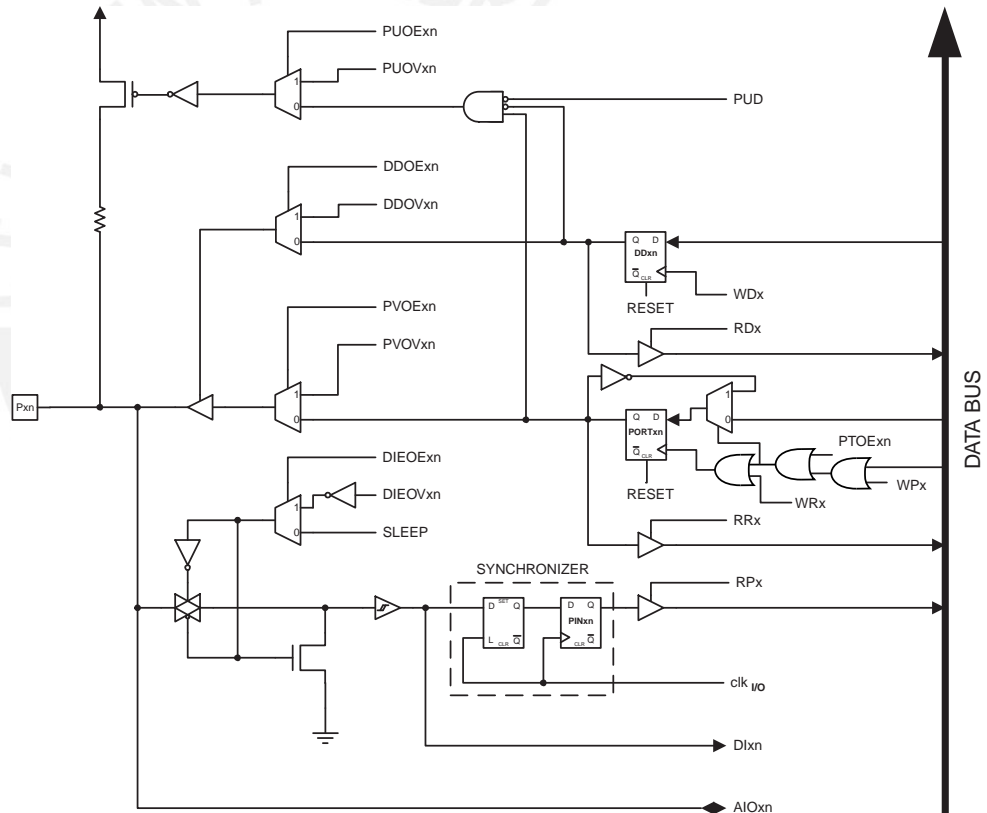 PUOExn
PUOVxn
1
0
PUD
DDOExn
DDOVxn
1
0
Q D
DDxn
Q CLR
WDx
RESET
PVOExn
RDx
PVOVxn
1
0
Pxn
1
0
Q D
PORTxn
Q CLR
PTOExn
DATA BUS
WPx
RESET
WRx
DIEOExn
DIEOVxn
1
0
SLEEP
RRx
SYNCHRONIZER
RPx
D SET Q
L CLR Q
D Q
PINxn
CLR Q
clk I/O
DIxn
AIOxn